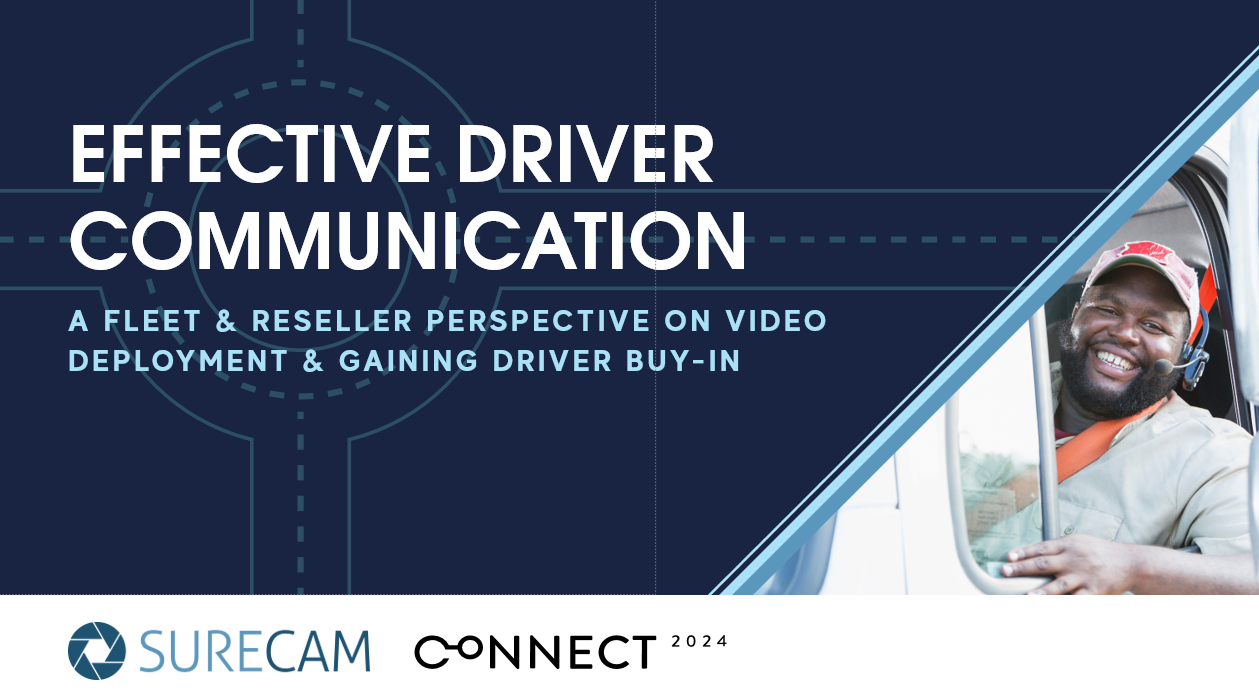 EFFECTIVE DRIVER
COMMUNICATION
A FLEET & RESELLER PERSPECTIVE ON VIDEO
DEPLOYMENT & GAINING DRIVER BUY-IN
SURECAM
CONNECT 2024